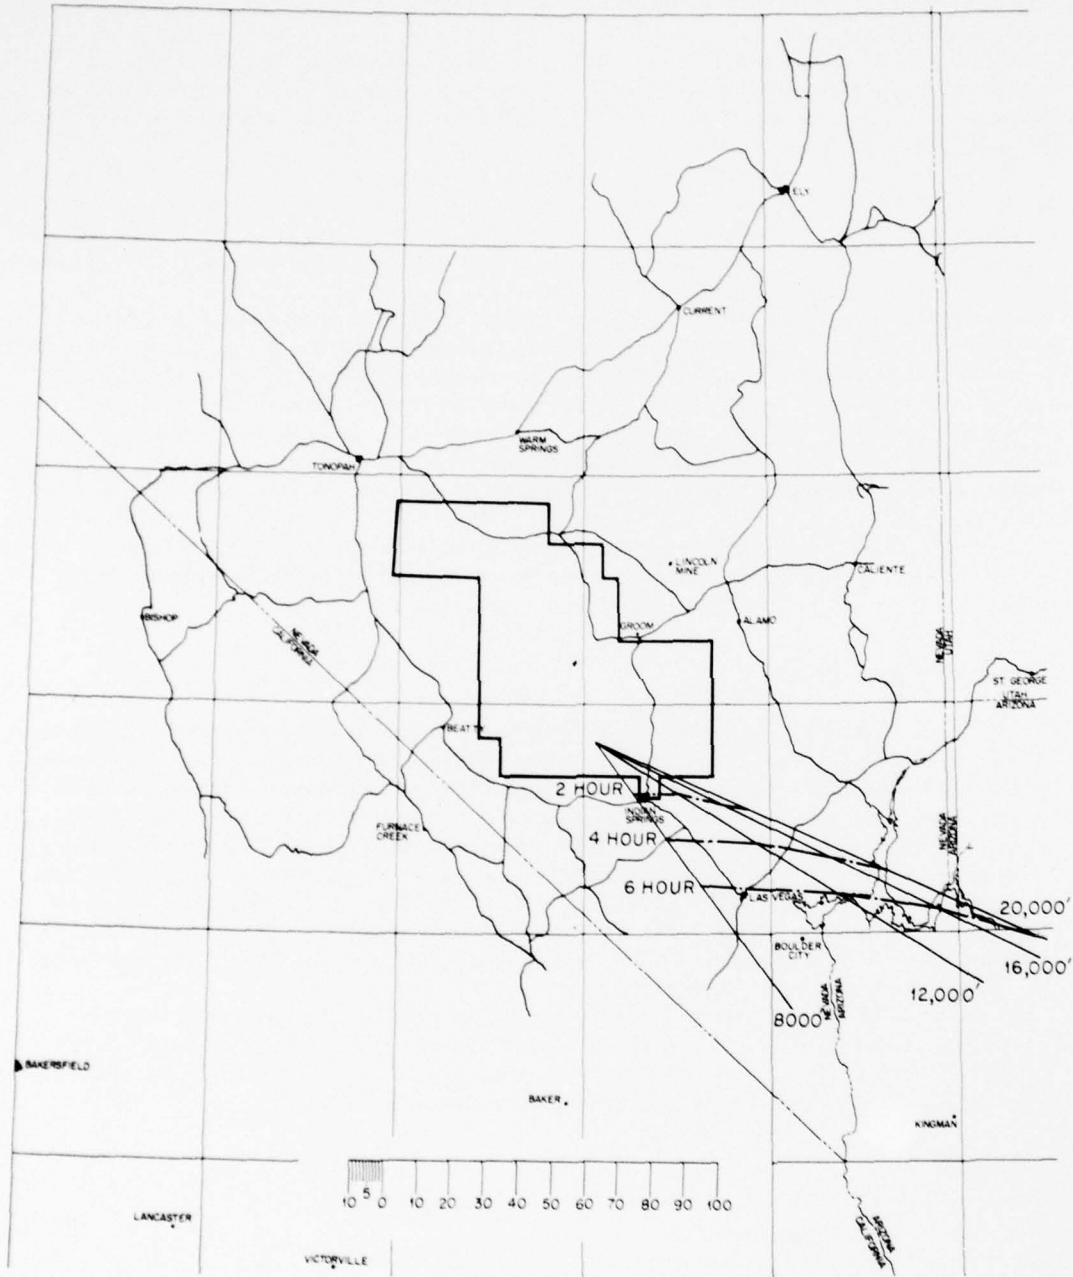 ELY
CURRENT
WARM
SPRINGS
TONOPAH
LINCOLN
MINE
CALIENTE
BISHOP
NEVADA
CALIFORNIA
GROOM
ALAMO
NEVADA
UTAH
ST. GEORGE
UTAH
ARIZONA
BEATTY
2 HOUR
INDIAN
SPRINGS
FURNACE
CREEK
4 HOUR
NEVADA
ARIZONA
6 HOUR
LAS VEGAS
20,000'
BOULDER
CITY
16,000'
12,000'
8000'
NEVADA
ARIZONA
BAKERSFIELD
BAKER
KINGMAN
10 5 0 10 20 30 40 50 60 70 80 90 100
LANCASTER
ARIZONA
CALIFORNIA
VICTORVILLE